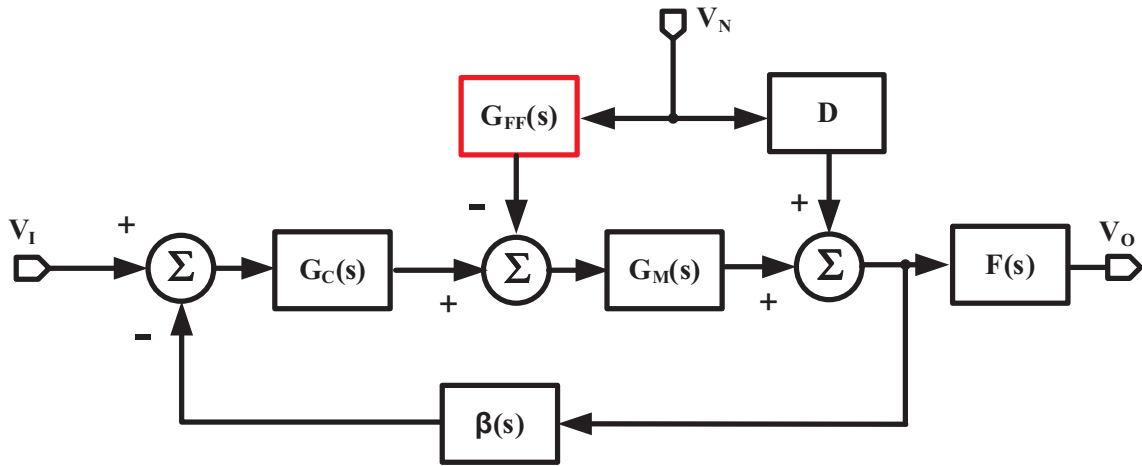 V_N
G_FF(s)
D
-
+
V_I
+
Σ
G_C(s)
+
Σ
G_M(s)
+
Σ
F(s)
V_O
-
β(s)